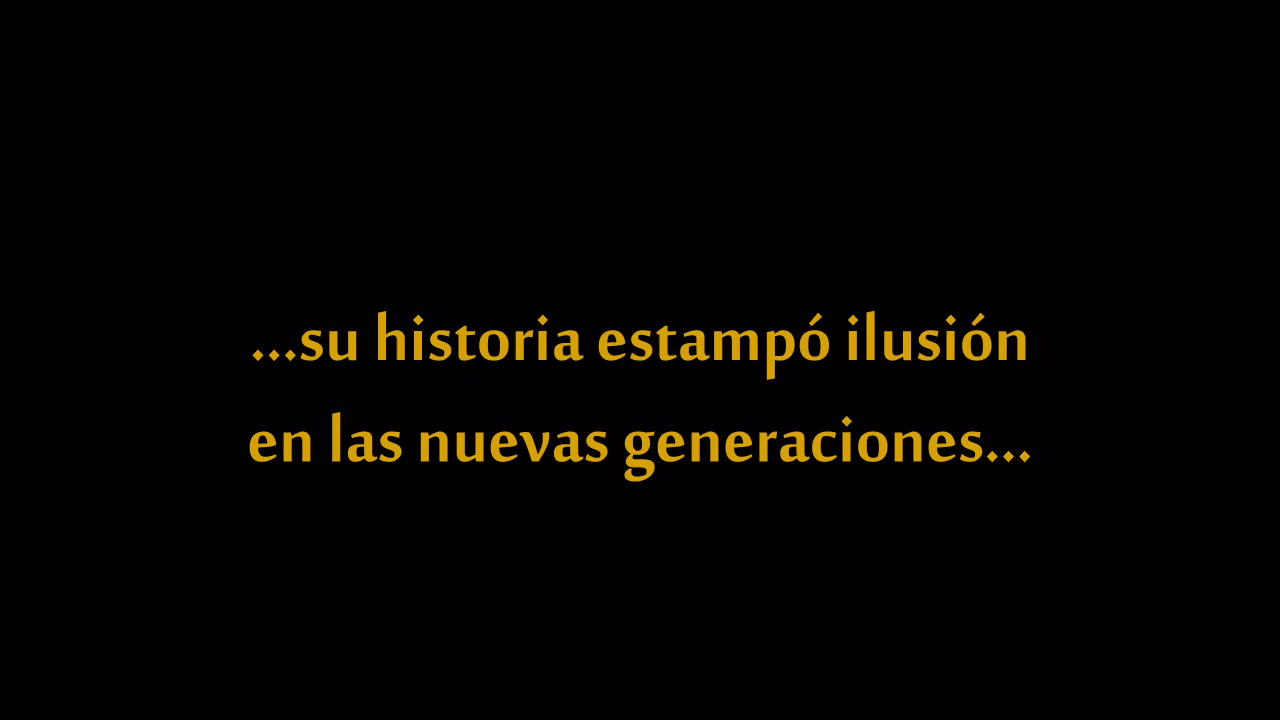 ...su historia estampó ilusión
en las nuevas generaciones...